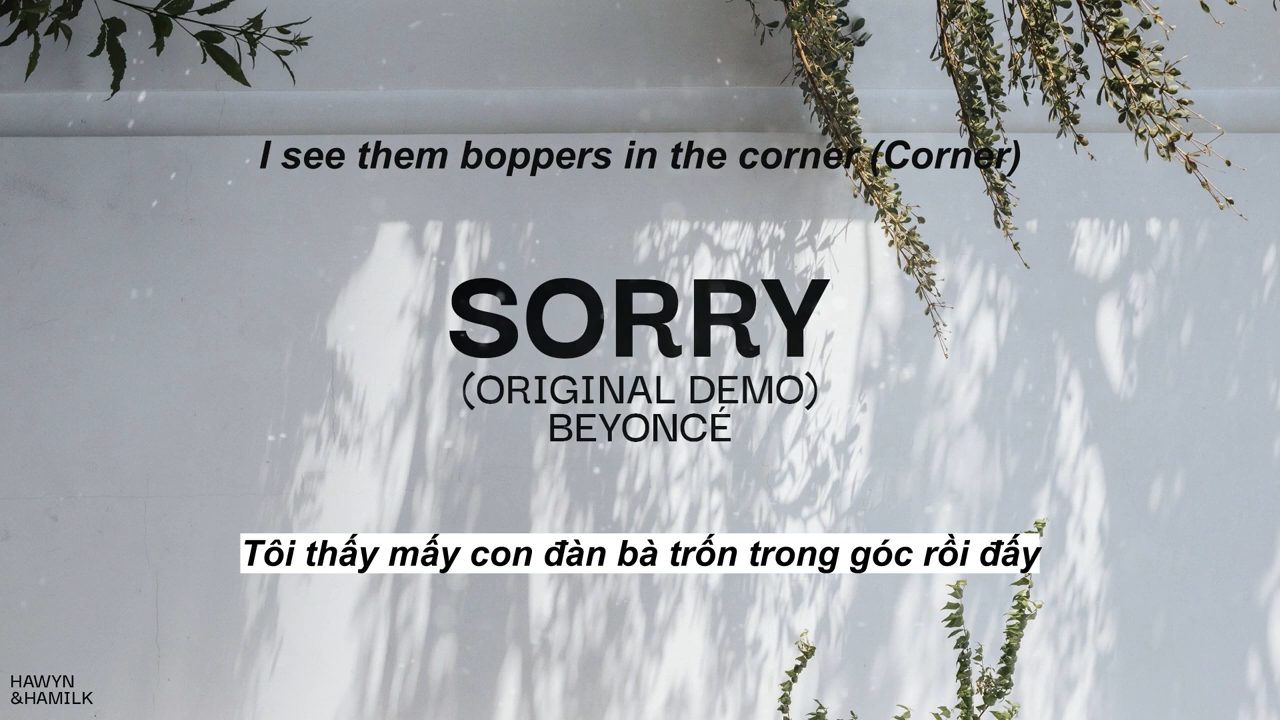 I see them boppers in the corner (Corner)
SORRY
(ORIGINAL DEMO)
BEYONCÉ
Tôi thấy mấy con đàn bà trốn trong góc rồi đấy
HAWYN
&HAMILK